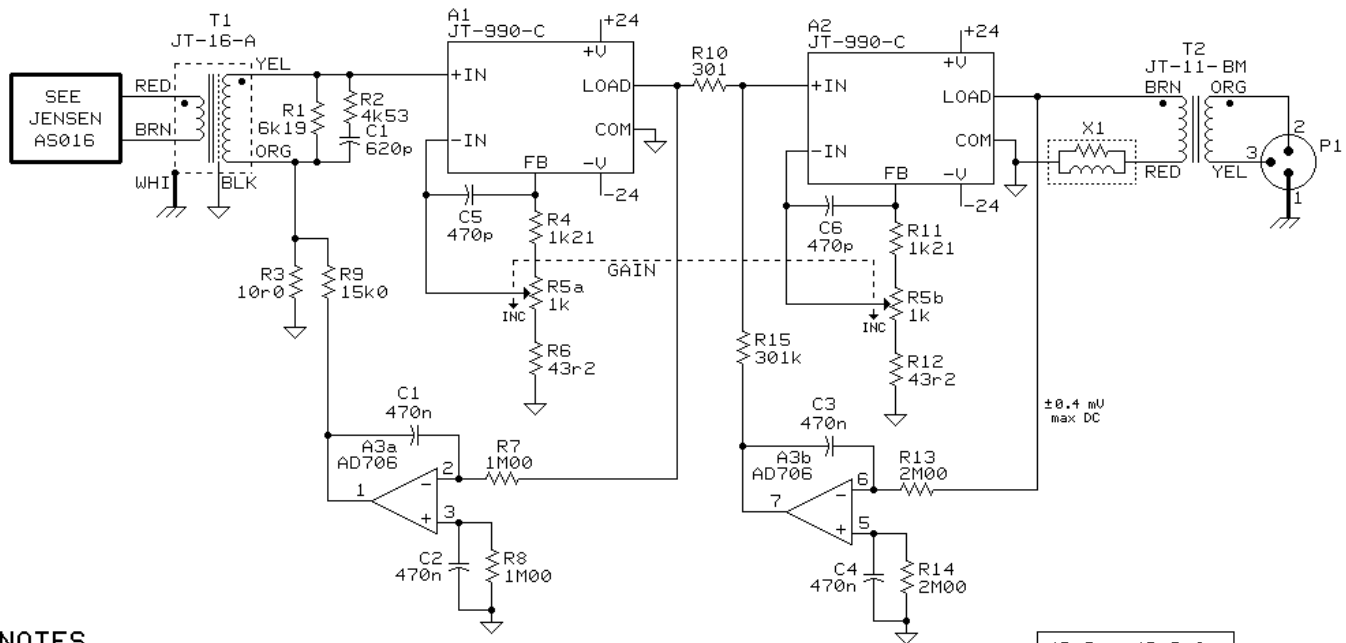 T1
JT-16-A
SEE
JENSEN
AS016
RED
BRN
WHI
BLK
YEL
ORG
R1
6k19
R2
4k53
C1
620p
A1
JT-990-C
+24
+V
+IN
-IN
LOAD
COM
FB
-V
-24
C5
470p
R4
1k21
R5a
1k
INC
R6
43r2
GAIN
R3
10r0
R9
15k0
C1
470n
A3a
AD706
1
2
3
-
+
R7
1M00
C2
470n
R8
1M00
R10
301
A2
JT-990-C
+24
+V
+IN
-IN
LOAD
COM
FB
-V
-24
C6
470p
R11
1k21
R5b
1k
INC
R12
43r2
R15
301k
C3
470n
A3b
AD706
7
6
5
-
+
R13
2M00
C4
470n
R14
2M00
±0.4 mV
max DC
X1
T2
JT-11-BM
BRN
RED
ORG
YEL
2
3
1
P1
NOTES